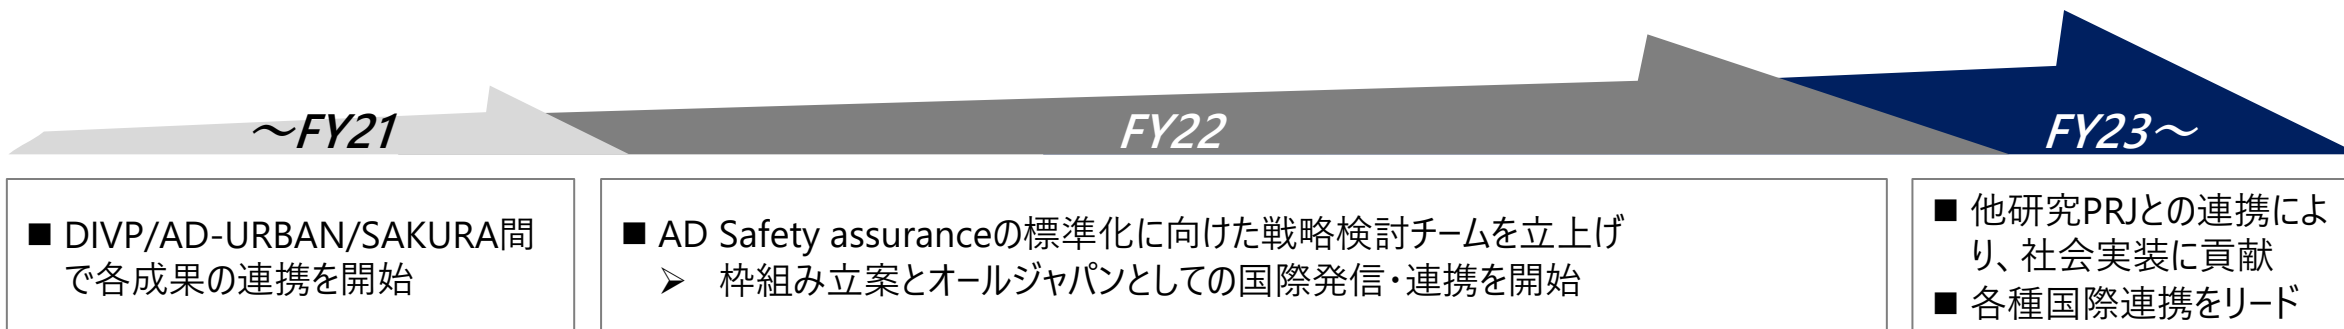 ～FY21
FY22
FY23～
■ DIVP/AD-URBAN/SAKURA間
で各成果の連携を開始
■ AD Safety assuranceの標準化に向けた戦略検討チームを立上げ
➢ 枠組み立案とオールジャパンとしての国際発信・連携を開始
■ 他研究PRJとの連携によ
り、社会実装に貢献
■ 各種国際連携をリード